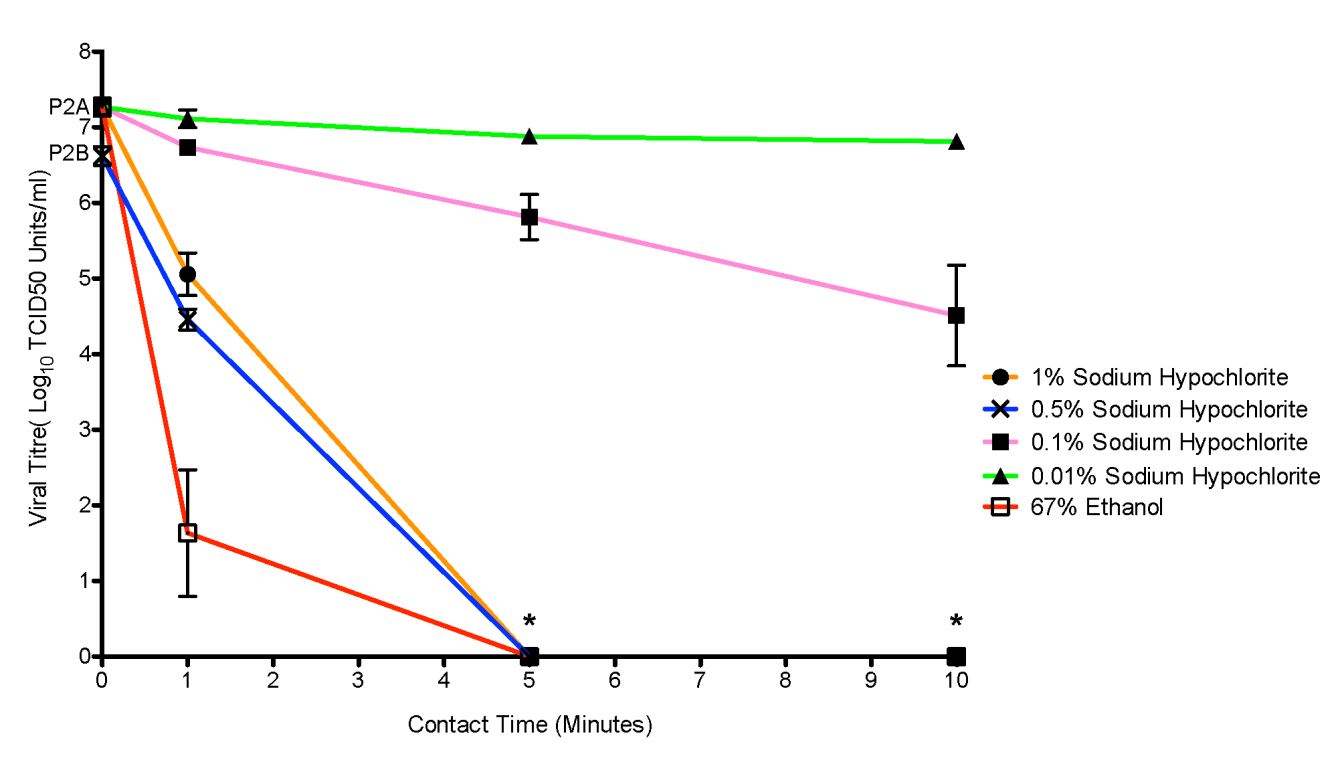 8
P2A
7
P2B
6
5
4
3
2
1
0
Viral Titre( Log10 TCID50 Units/ml)
*
*
0 1 2 3 4 5 6 7 8 9 10
Contact Time (Minutes)
1% Sodium Hypochlorite
0.5% Sodium Hypochlorite
0.1% Sodium Hypochlorite
0.01% Sodium Hypochlorite
67% Ethanol